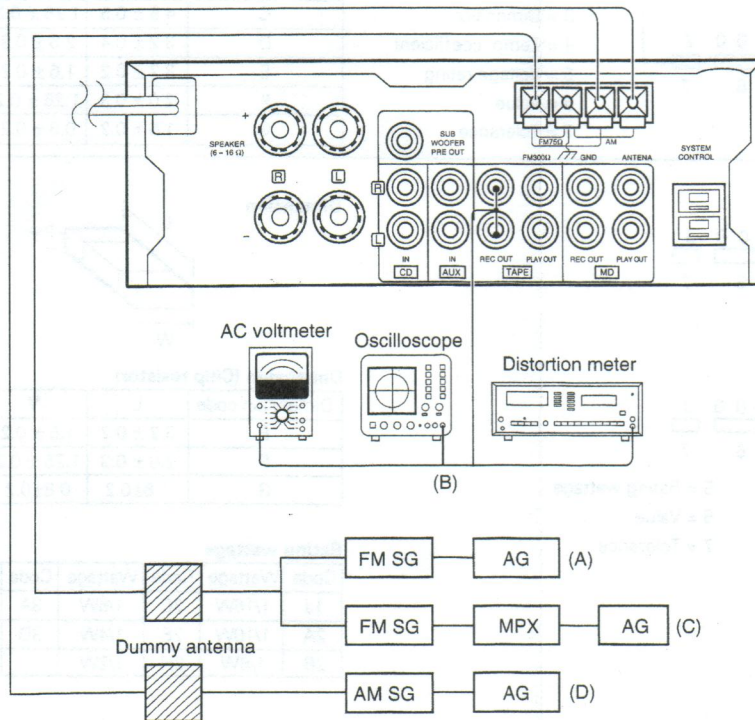 +
SPEAKER
(6 – 16 Ω)
R L
–
SUB
WOOFER
PRE OUT
R
L
IN IN REC OUT PLAY OUT REC OUT PLAY OUT
CD AUX TAPE MD
FM75Ω AM
FM300Ω GND ANTENA
SYSTEM
CONTROL
AC voltmeter
Oscilloscope
Distortion meter
(B)
FM SG AG (A)
FM SG MPX AG (C)
Dummy antenna
AM SG AG (D)